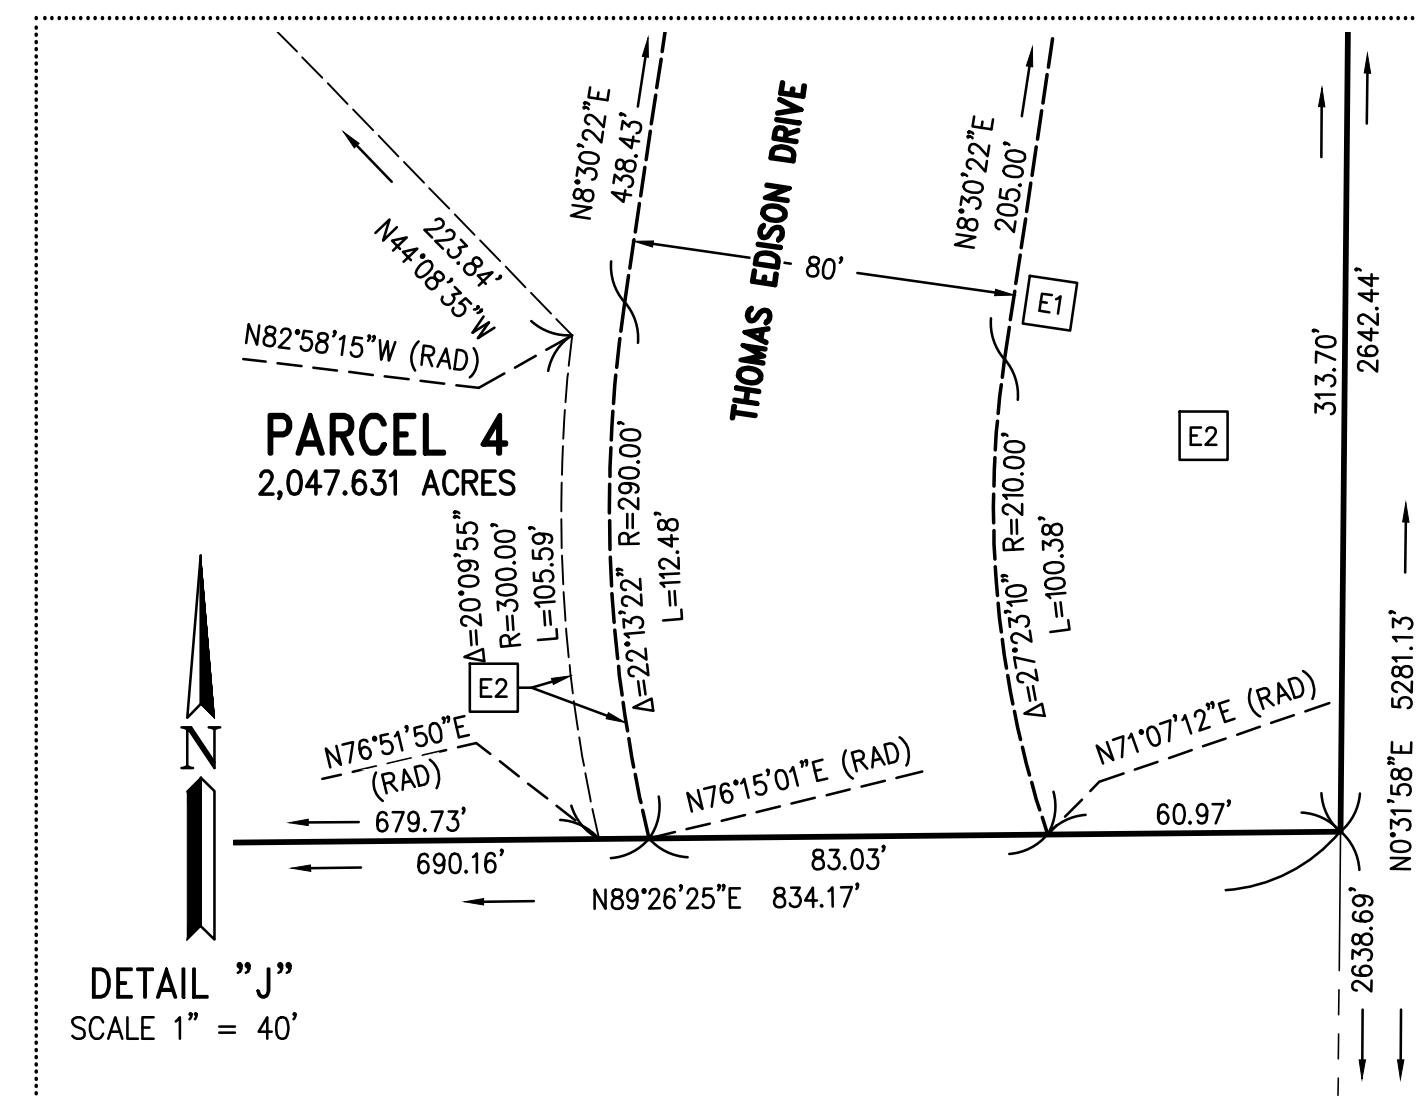 N8°30'22"E
438.43'
THOMAS EDISON DRIVE
N8°30'22"E
205.00'
223.84'
N44°08'35"W
80'
E1
N82°58'15"W (RAD)
313.70'
2642.44'
PARCEL 4
2,047.631 ACRES
E2
Δ=20°09'55"
R=300.00'
L=105.59'
Δ=22°13'22" R=290.00'
L=112.48'
Δ=27°23'10" R=210.00'
L=100.38'
N0°31'58"E 5281.13'
E2
N76°51'50"E
(RAD)
N76°15'01"E (RAD)
N71°07'12"E (RAD)
679.73'
60.97'
690.16'
83.03'
N89°26'25"E 834.17'
2638.69'
N
DETAIL "J"
SCALE 1" = 40'